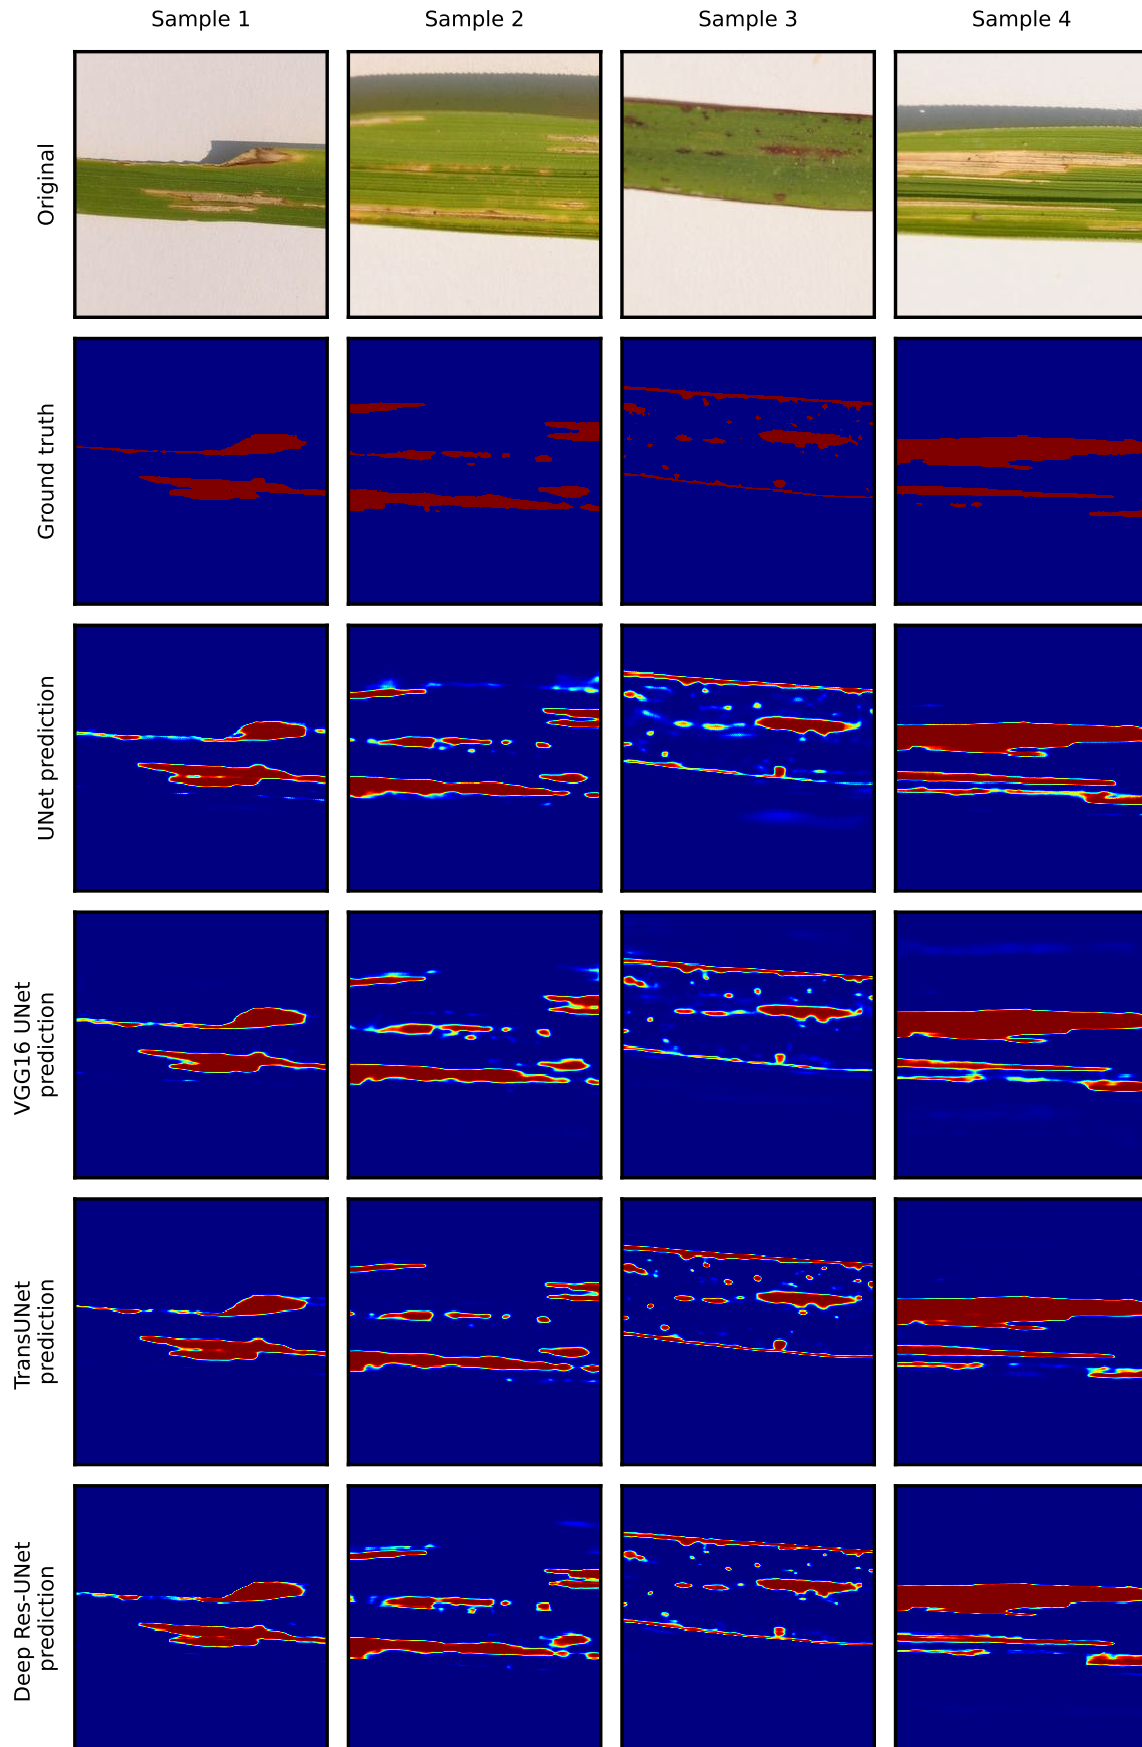 Sample 1
Sample 2
Sample 3
Sample 4
Original
Ground truth
UNet prediction
VGG16 UNet
prediction
TransUNet
prediction
Deep Res-UNet
prediction